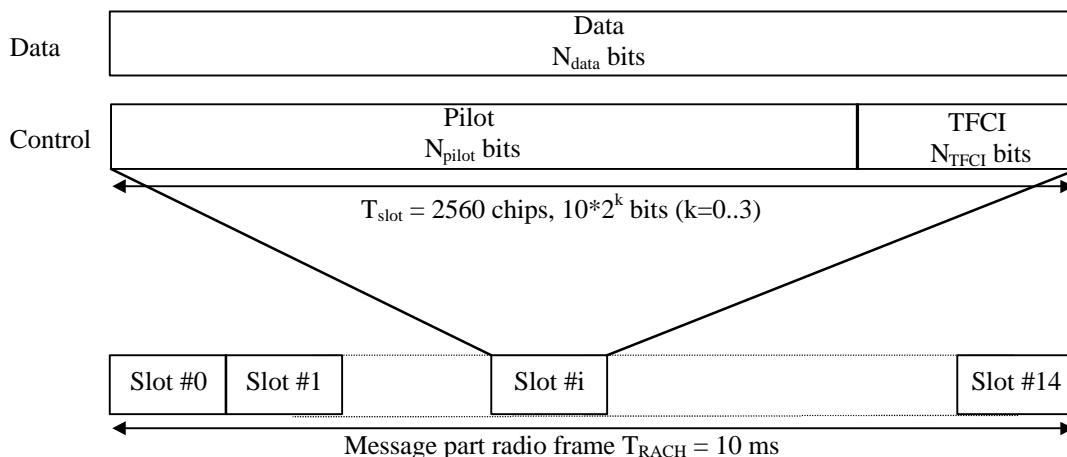 Data
Data
N_data bits
Control
Pilot
N_pilot bits
TFCI
N_TFCI bits
T_slot = 2560 chips, 10*2^k bits (k=0..3)
Slot #0
Slot #1
Slot #i
Slot #14
Message part radio frame T_RACH = 10 ms